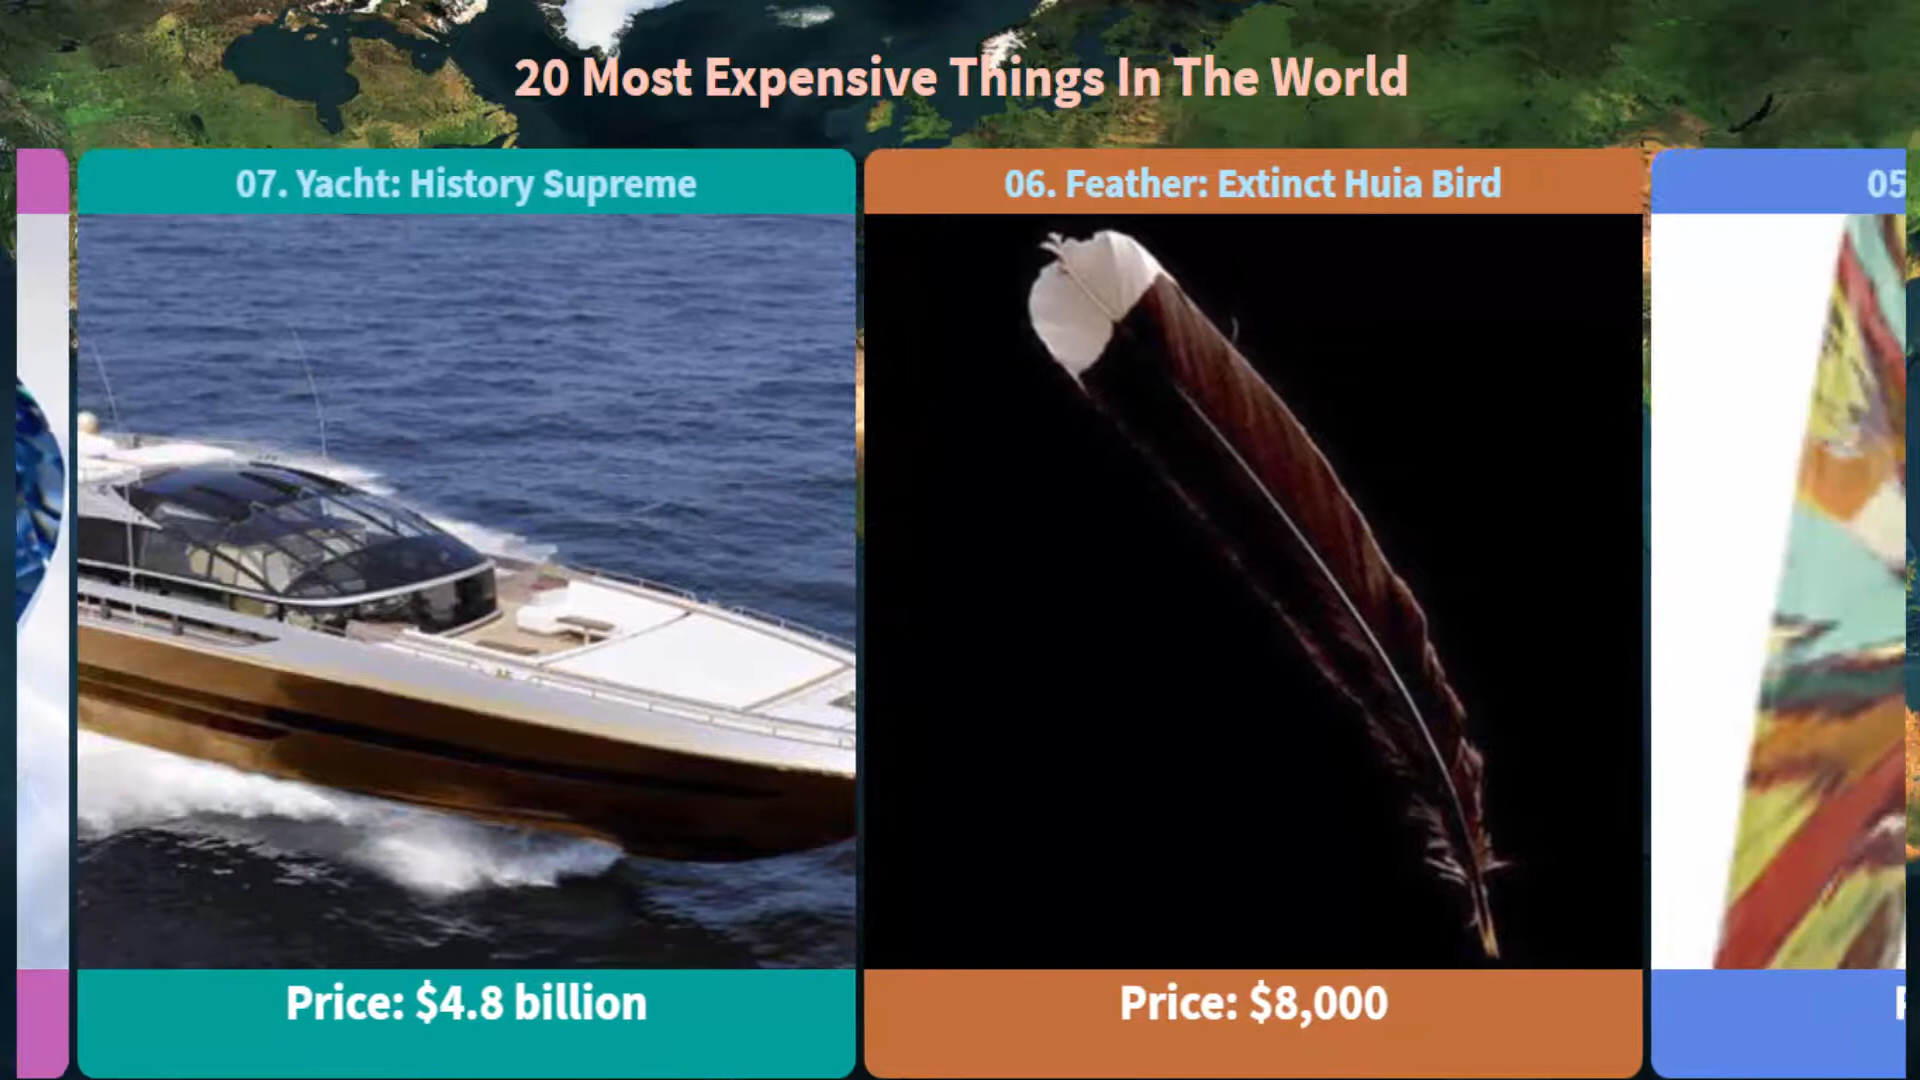 20 Most Expensive Things In The World
07. Yacht: History Supreme
06. Feather: Extinct Huia Bird
05
Price: $4.8 billion
Price: $8,000